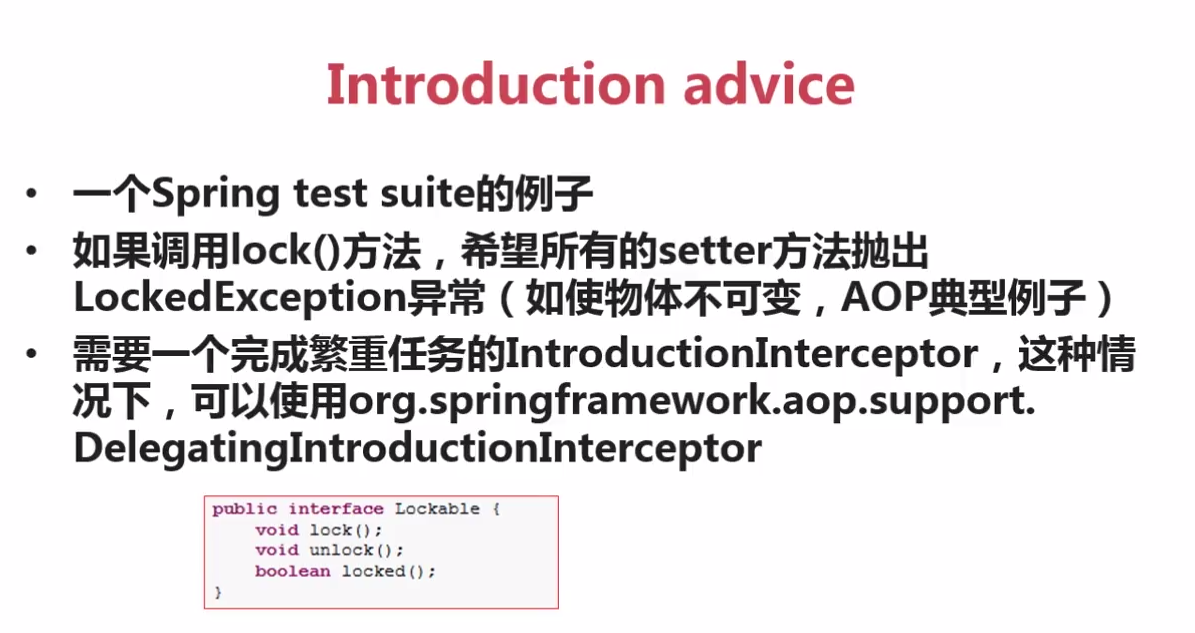 Introduction advice
• 一个Spring test suite的例子
• 如果调用lock()方法，希望所有的setter方法抛出
LockedException异常（如使物体不可变，AOP典型例子）
• 需要一个完成繁重任务的IntroductionInterceptor，这种情
况下，可以使用org.springframework.aop.support.
DelegatingIntroductionInterceptor
public interface Lockable {
    void lock();
    void unlock();
    boolean locked();
}